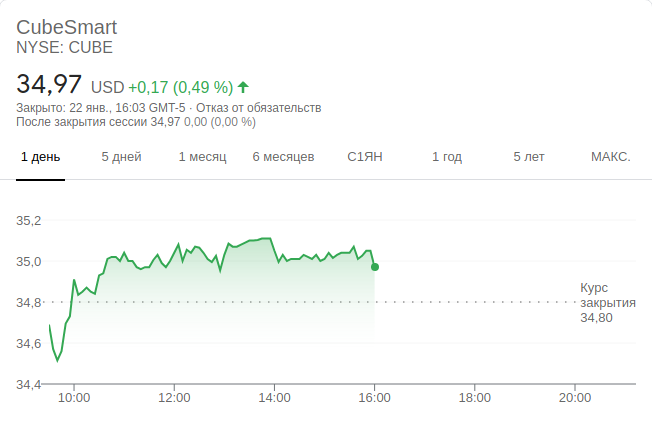 CubeSmart
NYSE: CUBE
34,97 USD +0,17 (0,49 %)
Закрыто: 22 янв., 16:03 GMT-5 · Отказ от обязательств
После закрытия сессии 34,97 0,00 (0,00 %)
1 день 5 дней 1 месяц 6 месяцев С1ЯН 1 год 5 лет МАКС.
35,2
35,0
34,8
Курс
закрытия
34,80
34,6
34,4
10:00 12:00 14:00 16:00 18:00 20:00